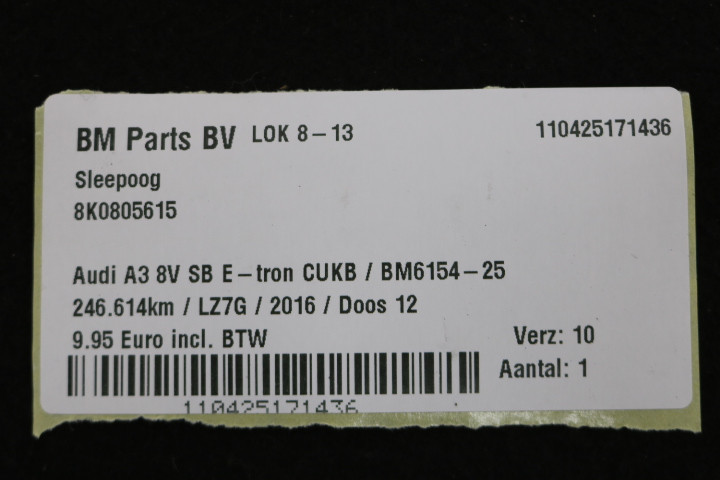 BM Parts BV LOK 8-13 110425171436
Sleepoog
8K0805615
Audi A3 8V SB E-tron CUKB / BM6154-25
246.614km / LZ7G / 2016 / Doos 12
9.95 Euro incl. BTW Verz: 10
Aantal: 1
110425171436